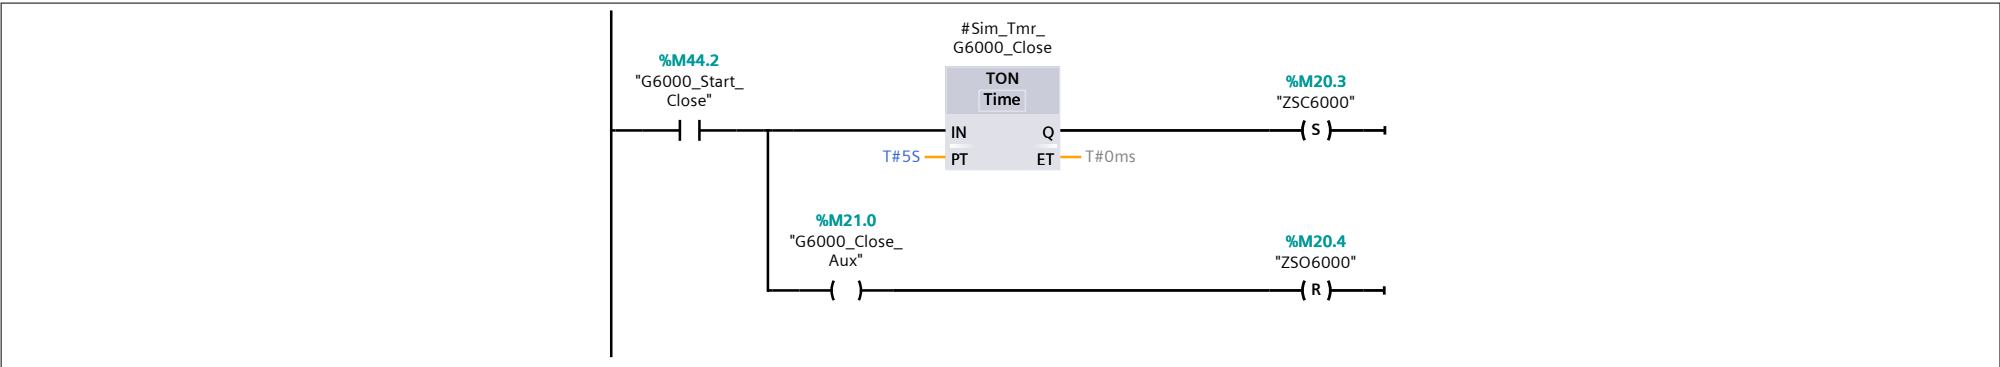 #Sim_Tmr_
G6000_Close
%M44.2
"G6000_Start_
Close"
TON
Time
%M20.3
"ZSC6000"
IN
Q
S
T#5S
PT
ET
T#0ms
%M21.0
"G6000_Close_
Aux"
%M20.4
"ZSO6000"
R